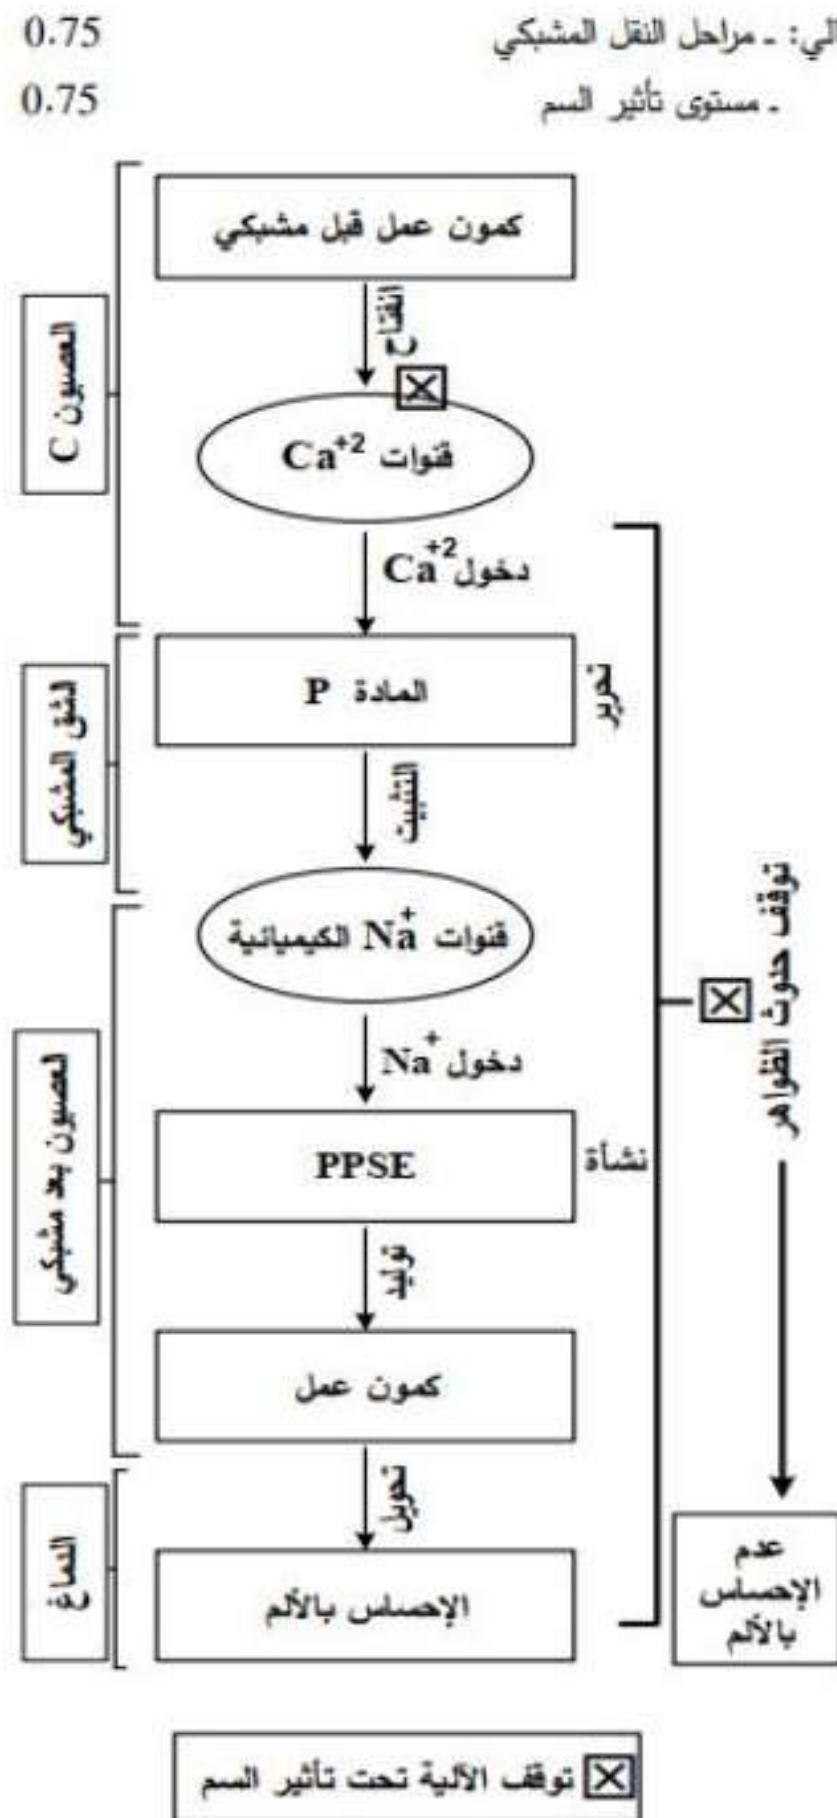 الي: - مراحل النقل المشبكي 0.75
- مستوى تأثير السم 0.75
كمون عمل قبل مشبكي
انفتاح
العصبون C
قنوات Ca+2
دخول Ca+2
المادة P
تحرير
الشق المشبكي
التثبيت
قنوات Na+ الكيميائية
دخول Na+
توقف حدوث الظواهر
العصبون بعد مشبكي
PPSE
نشأة
توليد
كمون عمل
تحويل
الدماغ
الإحساس بالألم
عدم
الإحساس
بالألم
توقف الآلية تحت تأثير السم